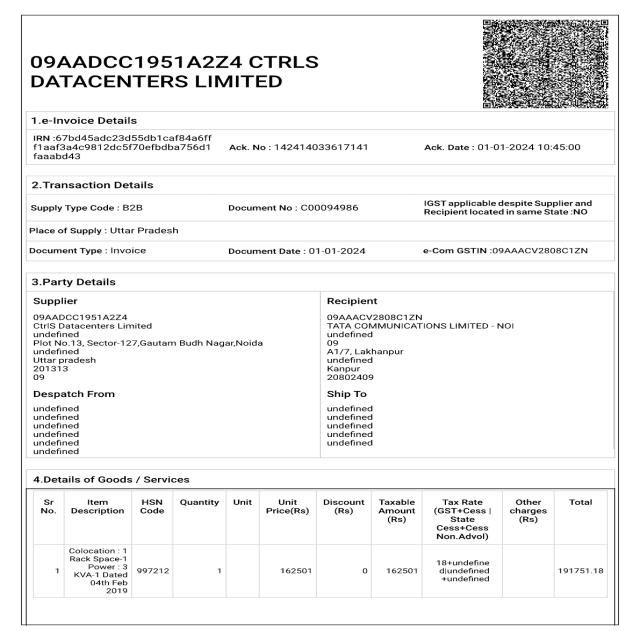 09AADCC1951A2Z4 CTRLS
DATACENTERS LIMITED
1.e-Invoice Details
IRN :67bd45adc23d55db1caf84a6ff
f1aaf3a4c9812dc5f70efbdba756d1
faaabd43
Ack. No : 142414033617141
Ack. Date : 01-01-2024 10:45:00
2.Transaction Details
Supply Type Code : B2B
Document No : C00094986
IGST applicable despite Supplier and
Recipient located in same State :NO
Place of Supply : Uttar Pradesh
Document Type : Invoice
Document Date : 01-01-2024
e-Com GSTIN :09AAACV2808C1ZN
3.Party Details
Supplier
09AADCC1951A2Z4
CtrlS Datacenters Limited
undefined
Plot No.13, Sector-127,Gautam Budh Nagar,Noida
undefined
Uttar pradesh
201313
09
Recipient
09AAACV2808C1ZN
TATA COMMUNICATIONS LIMITED - NOI
undefined
09
A1/7, Lakhanpur
undefined
Kanpur
20802409
Despatch From
undefined
undefined
undefined
undefined
undefined
undefined
Ship To
undefined
undefined
undefined
undefined
undefined
4.Details of Goods / Services
Sr
No.
Item
Description
HSN
Code
Quantity
Unit
Unit
Price(Rs)
Discount
(Rs)
Taxable
Amount
(Rs)
Tax Rate
(GST+Cess |
State
Cess+Cess
Non.Advol)
Other
charges
(Rs)
Total
1
Colocation : 1
Rack Space-1
Power : 3
KVA-1 Dated
04th Feb
2019
997212
1
162501
0
162501
18+undefine
d|undefined
+undefined
191751.18